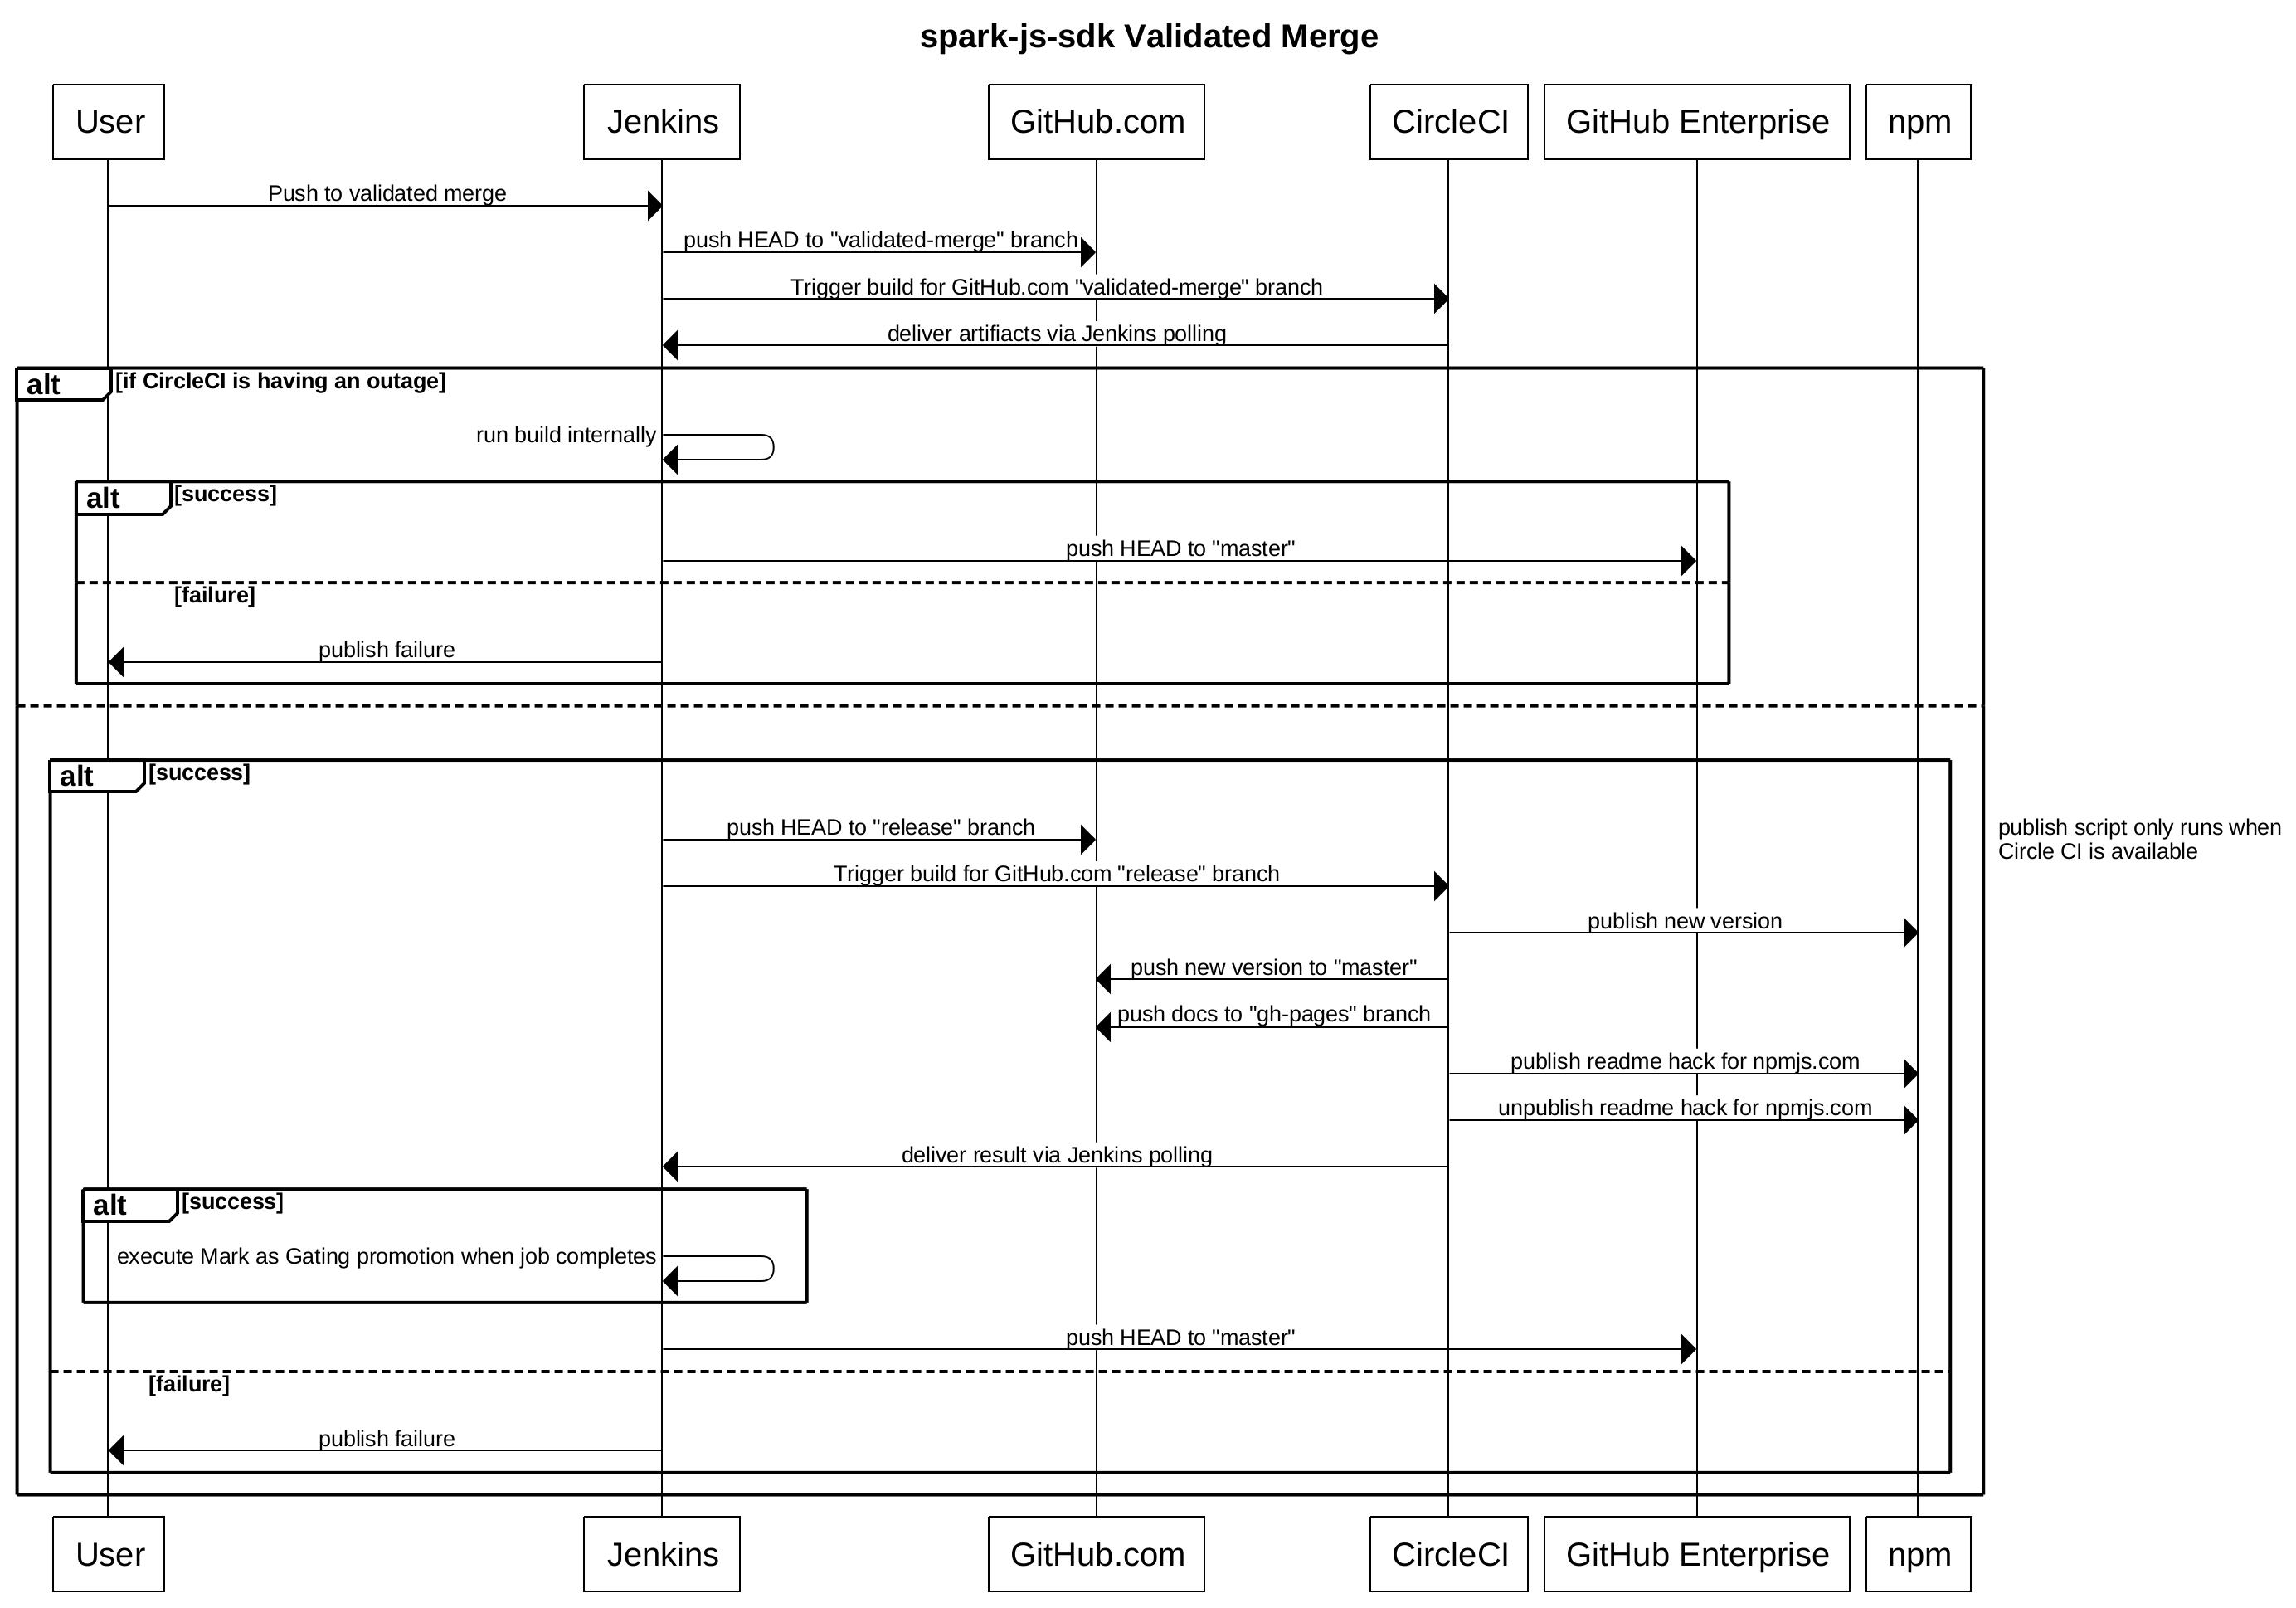 spark-js-sdk Validated Merge
User
Jenkins
GitHub.com
CircleCI
GitHub Enterprise
npm
Push to validated merge
push HEAD to "validated-merge" branch
Trigger build for GitHub.com "validated-merge" branch
deliver artifiacts via Jenkins polling
alt [if CircleCI is having an outage]
run build internally
alt [success]
push HEAD to "master"
[failure]
publish failure
alt [success]
push HEAD to "release" branch
publish script only runs when
Circle CI is available
Trigger build for GitHub.com "release" branch
publish new version
push new version to "master"
push docs to "gh-pages" branch
publish readme hack for npmjs.com
unpublish readme hack for npmjs.com
deliver result via Jenkins polling
alt [success]
execute Mark as Gating promotion when job completes
push HEAD to "master"
[failure]
publish failure
User
Jenkins
GitHub.com
CircleCI
GitHub Enterprise
npm